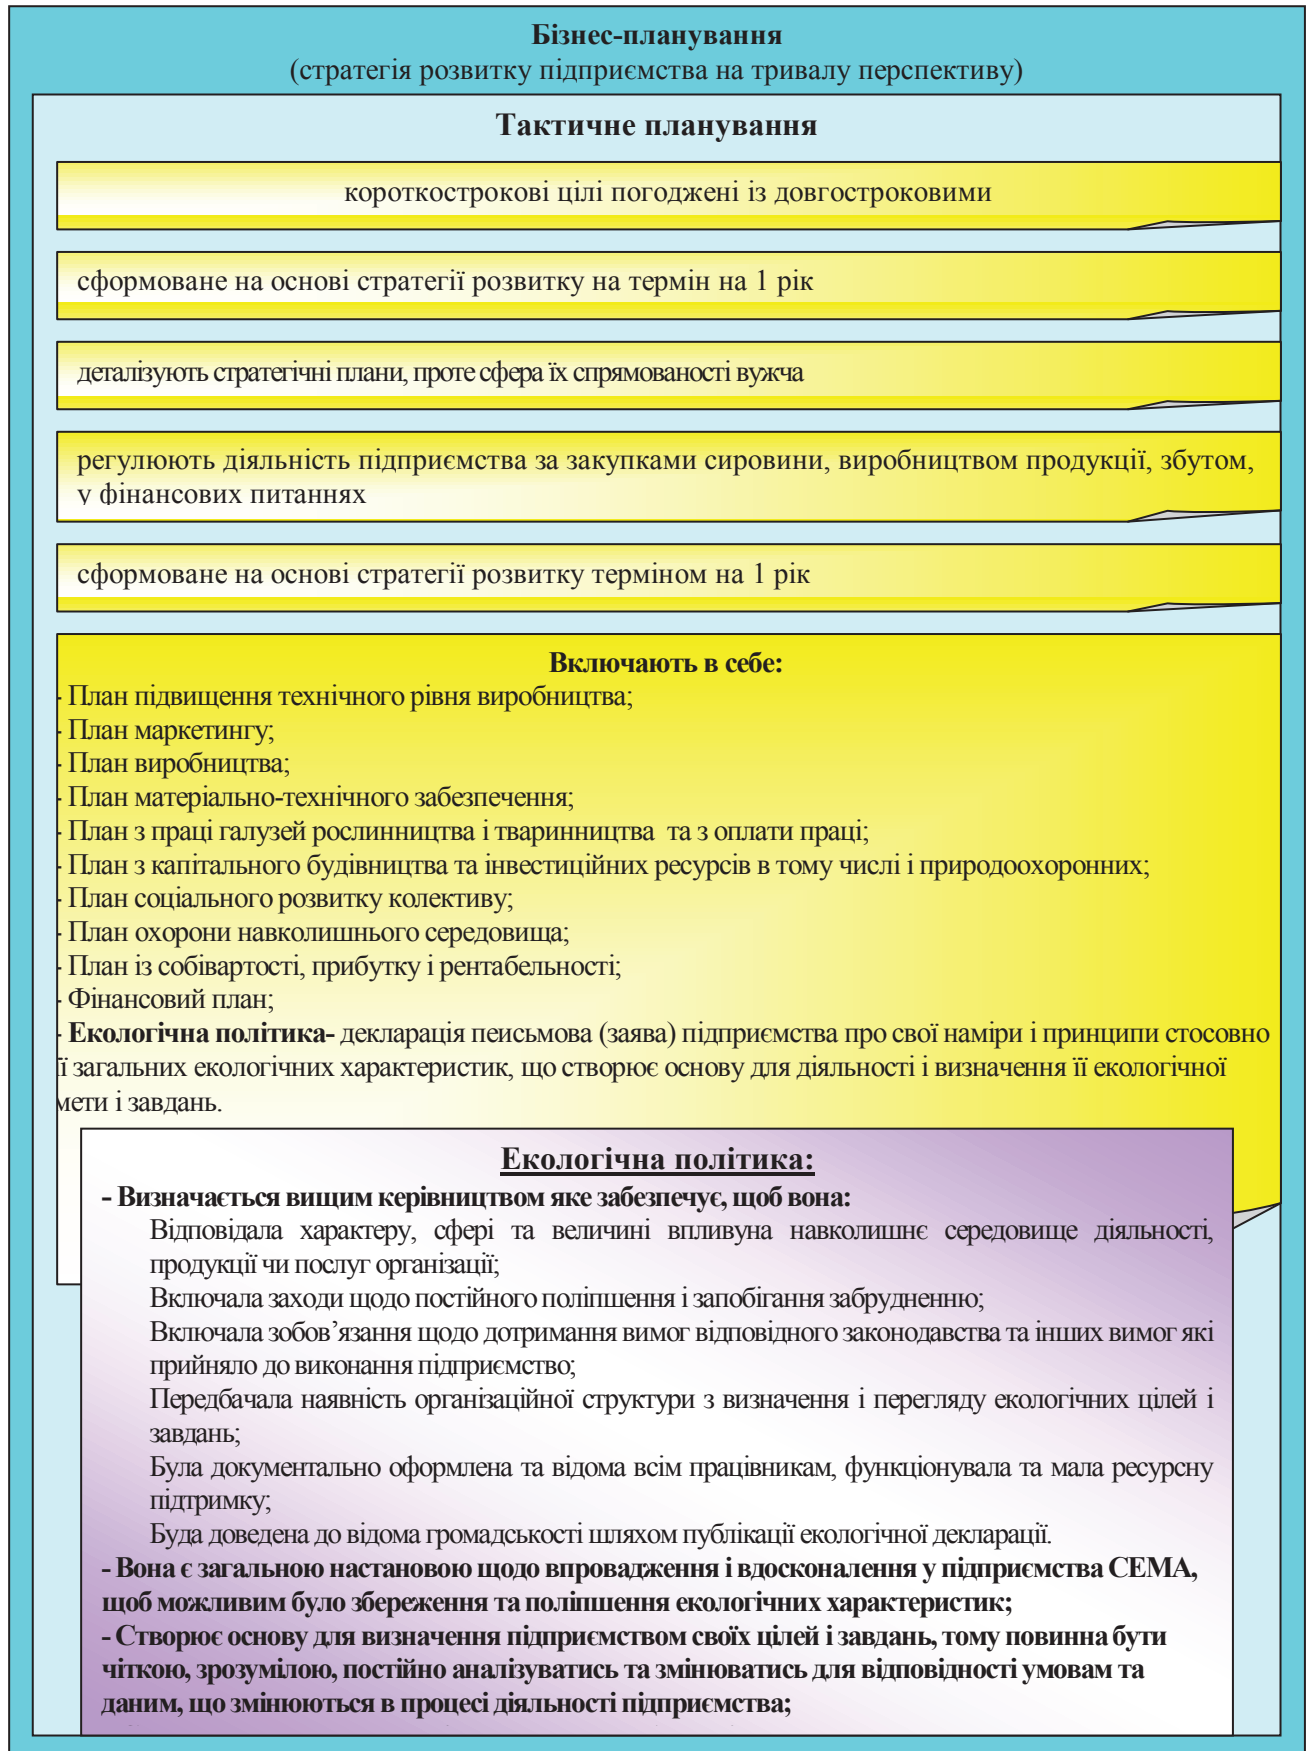 Бізнес-планування
(стратегія розвитку підприємства на тривалу перспективу)
Тактичне планування
короткострокові цілі погоджені із довгостроковими
сформоване на основі стратегії розвитку на термін на 1 рік
деталізують стратегічні плани, проте сфера їх спрямованості вужча
регулюють діяльність підприємства за закупками сировини, виробництвом продукції, збутом,
у фінансових питаннях
сформоване на основі стратегії розвитку терміном на 1 рік
Включають в себе:
- План підвищення технічного рівня виробництва;
- План маркетингу;
- План виробництва;
- План матеріально-технічного забезпечення;
- План з праці галузей рослинництва і тваринництва та з оплати праці;
- План з капітального будівництва та інвестиційних ресурсів в тому числі і природоохоронних;
- План соціального розвитку колективу;
- План охорони навколишнього середовища;
- План із собівартості, прибутку і рентабельності;
- Фінансовий план;
- Екологічна політика- декларація пеисьмова (заява) підприємства про свої наміри і принципи стосовно
її загальних екологічних характеристик, що створює основу для діяльності і визначення її екологічної
мети і завдань.
Екологічна політика:
- Визначається вищим керівництвом яке забезпечує, щоб вона:
Відповідала характеру, сфері та величині впливуна навколишнє середовище діяльності,
продукції чи послуг організації;
Включала заходи щодо постійного поліпшення і запобігання забрудненню;
Включала зобов’язання щодо дотримання вимог відповідного законодавства та інших вимог які
прийняло до виконання підприємство;
Передбачала наявність організаційної структури з визначення і перегляду екологічних цілей і
завдань;
Була документально оформлена та відома всім працівникам, функціонувала та мала ресурсну
підтримку;
Буда доведена до відома громадськості шляхом публікації екологічної декларації.
- Вона є загальною настановою щодо впровадження і вдосконалення у підприємства СЕМА,
щоб можливим було збереження та поліпшення екологічних характеристик;
- Створює основу для визначення підприємством своїх цілей і завдань, тому повинна бути
чіткою, зрозумілою, постійно аналізуватись та змінюватись для відповідності умовам та
даним, що змінюються в процесі діяльності підприємства;